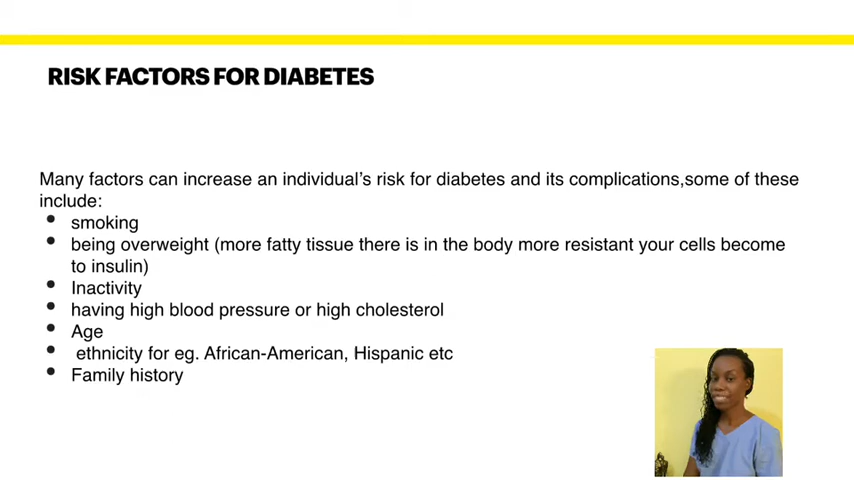 RISK FACTORS FOR DIABETES
Many factors can increase an individual's risk for diabetes and its complications,some of these
include:
• smoking
• being overweight (more fatty tissue there is in the body more resistant your cells become
to insulin)
• Inactivity
• having high blood pressure or high cholesterol
• Age
• ethnicity for eg. African-American, Hispanic etc
• Family history